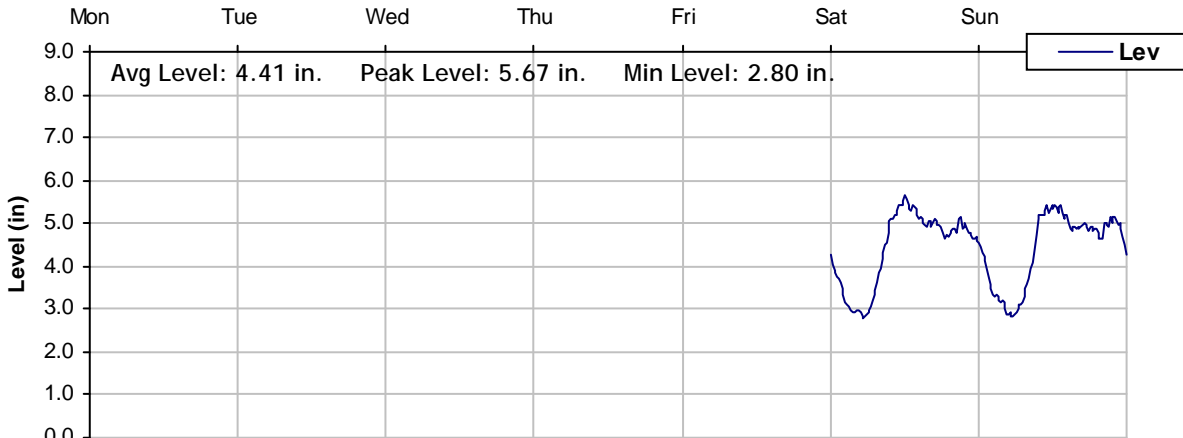 Mon Tue Wed Thu Fri Sat Sun
9.0
Lev
Avg Level: 4.41 in. Peak Level: 5.67 in. Min Level: 2.80 in.
8.0
7.0
6.0
5.0
Level (in)
4.0
3.0
2.0
1.0
0.0